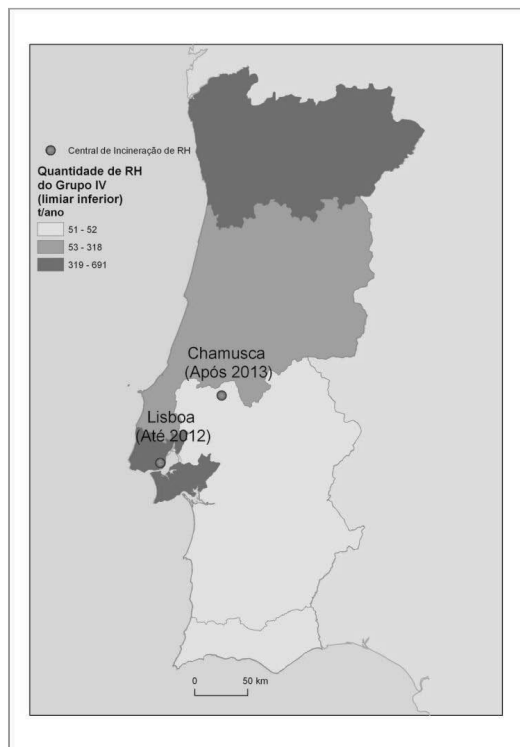 Central de Incineração de RH
Quantidade de RH
do Grupo IV
(limiar inferior)
t/ano
51 - 52
53 - 318
319 - 691
Chamusca
(Após 2013)
Lisboa
(Até 2012)
0 50 km